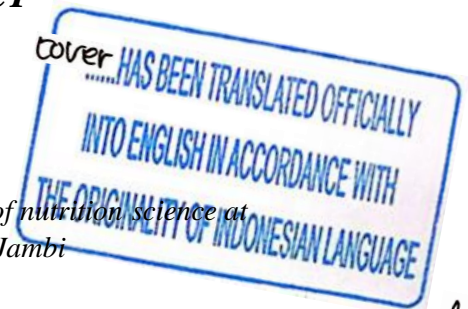 cover
......HAS BEEN TRANSLATED OFFICIALLY
INTO ENGLISH IN ACCORDANCE WITH
THE ORIGINALITY OF INDONESIAN LANGUAGE
of nutrition science at
Jambi